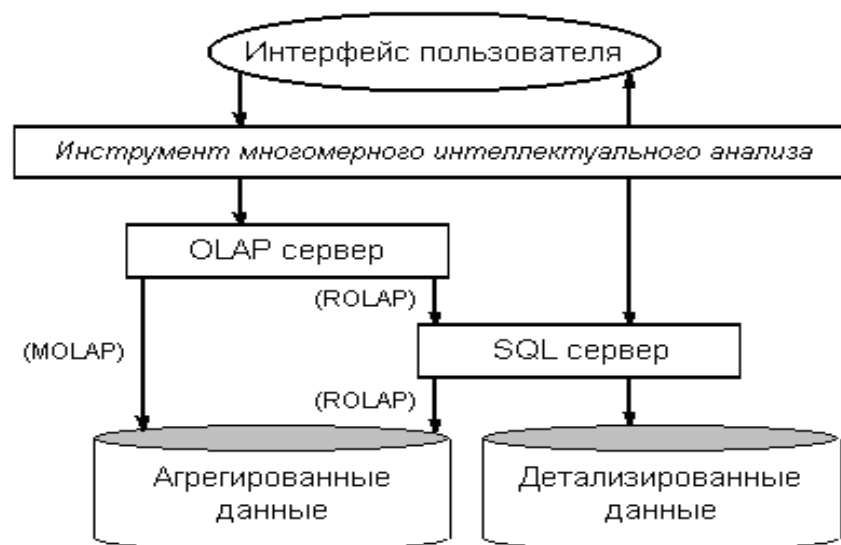 Интерфейс пользователя
Инструмент многомерного интеллектуального анализа
OLAP сервер
(ROLAP)
(MOLAP)
SQL сервер
(ROLAP)
Агрегированные
данные
Детализированные
данные